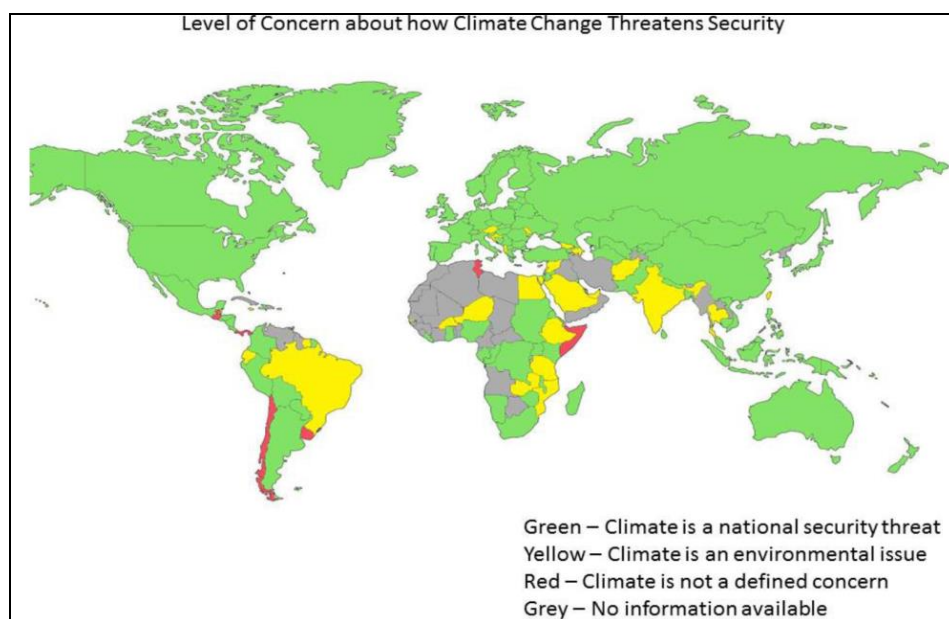 Level of Concern about how Climate Change Threatens Security
Green – Climate is a national security threat
Yellow – Climate is an environmental issue
Red – Climate is not a defined concern
Grey – No information available